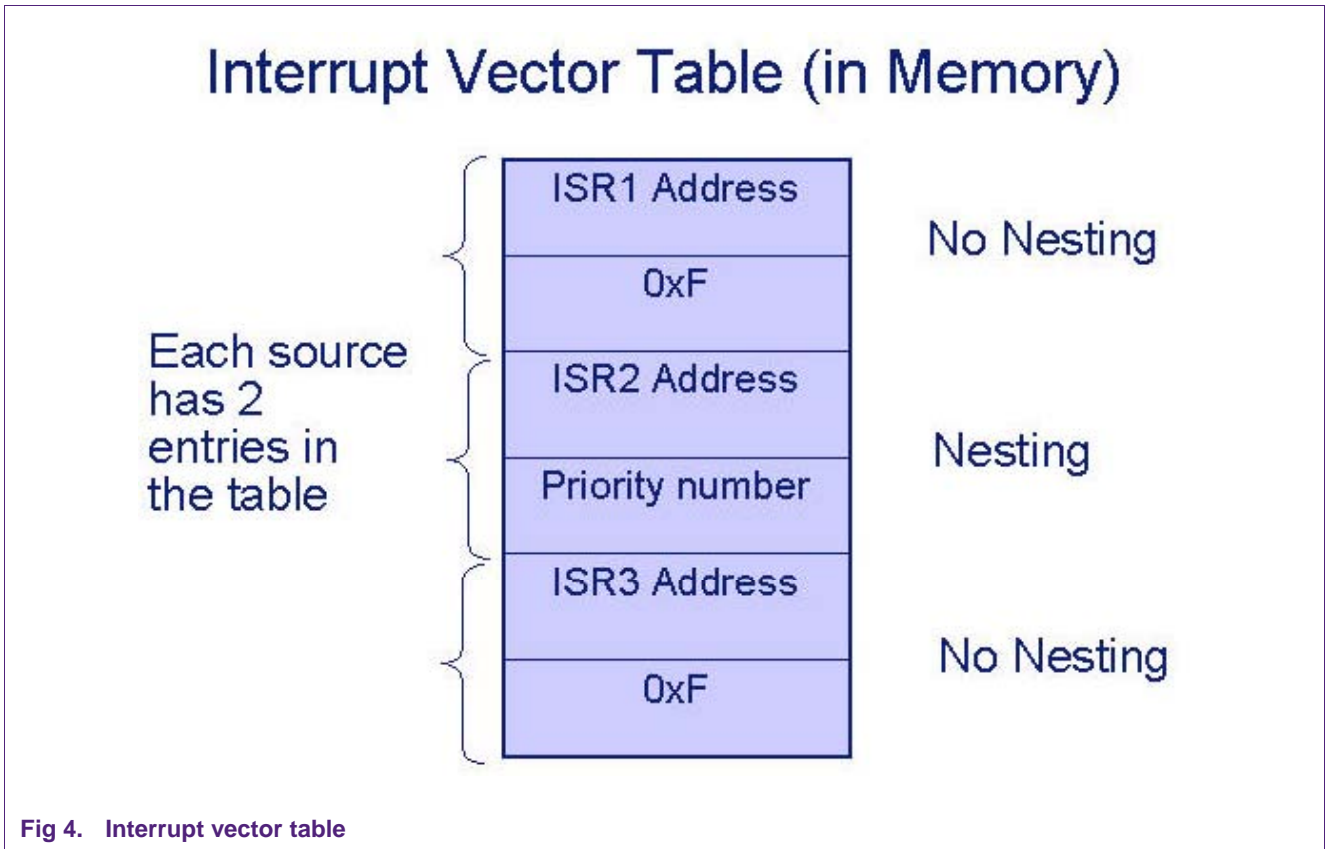 Interrupt Vector Table (in Memory)
ISR1 Address
No Nesting
0xF
Each source
has 2
entries in
the table
ISR2 Address
Nesting
Priority number
ISR3 Address
No Nesting
0xF
Fig 4. Interrupt vector table